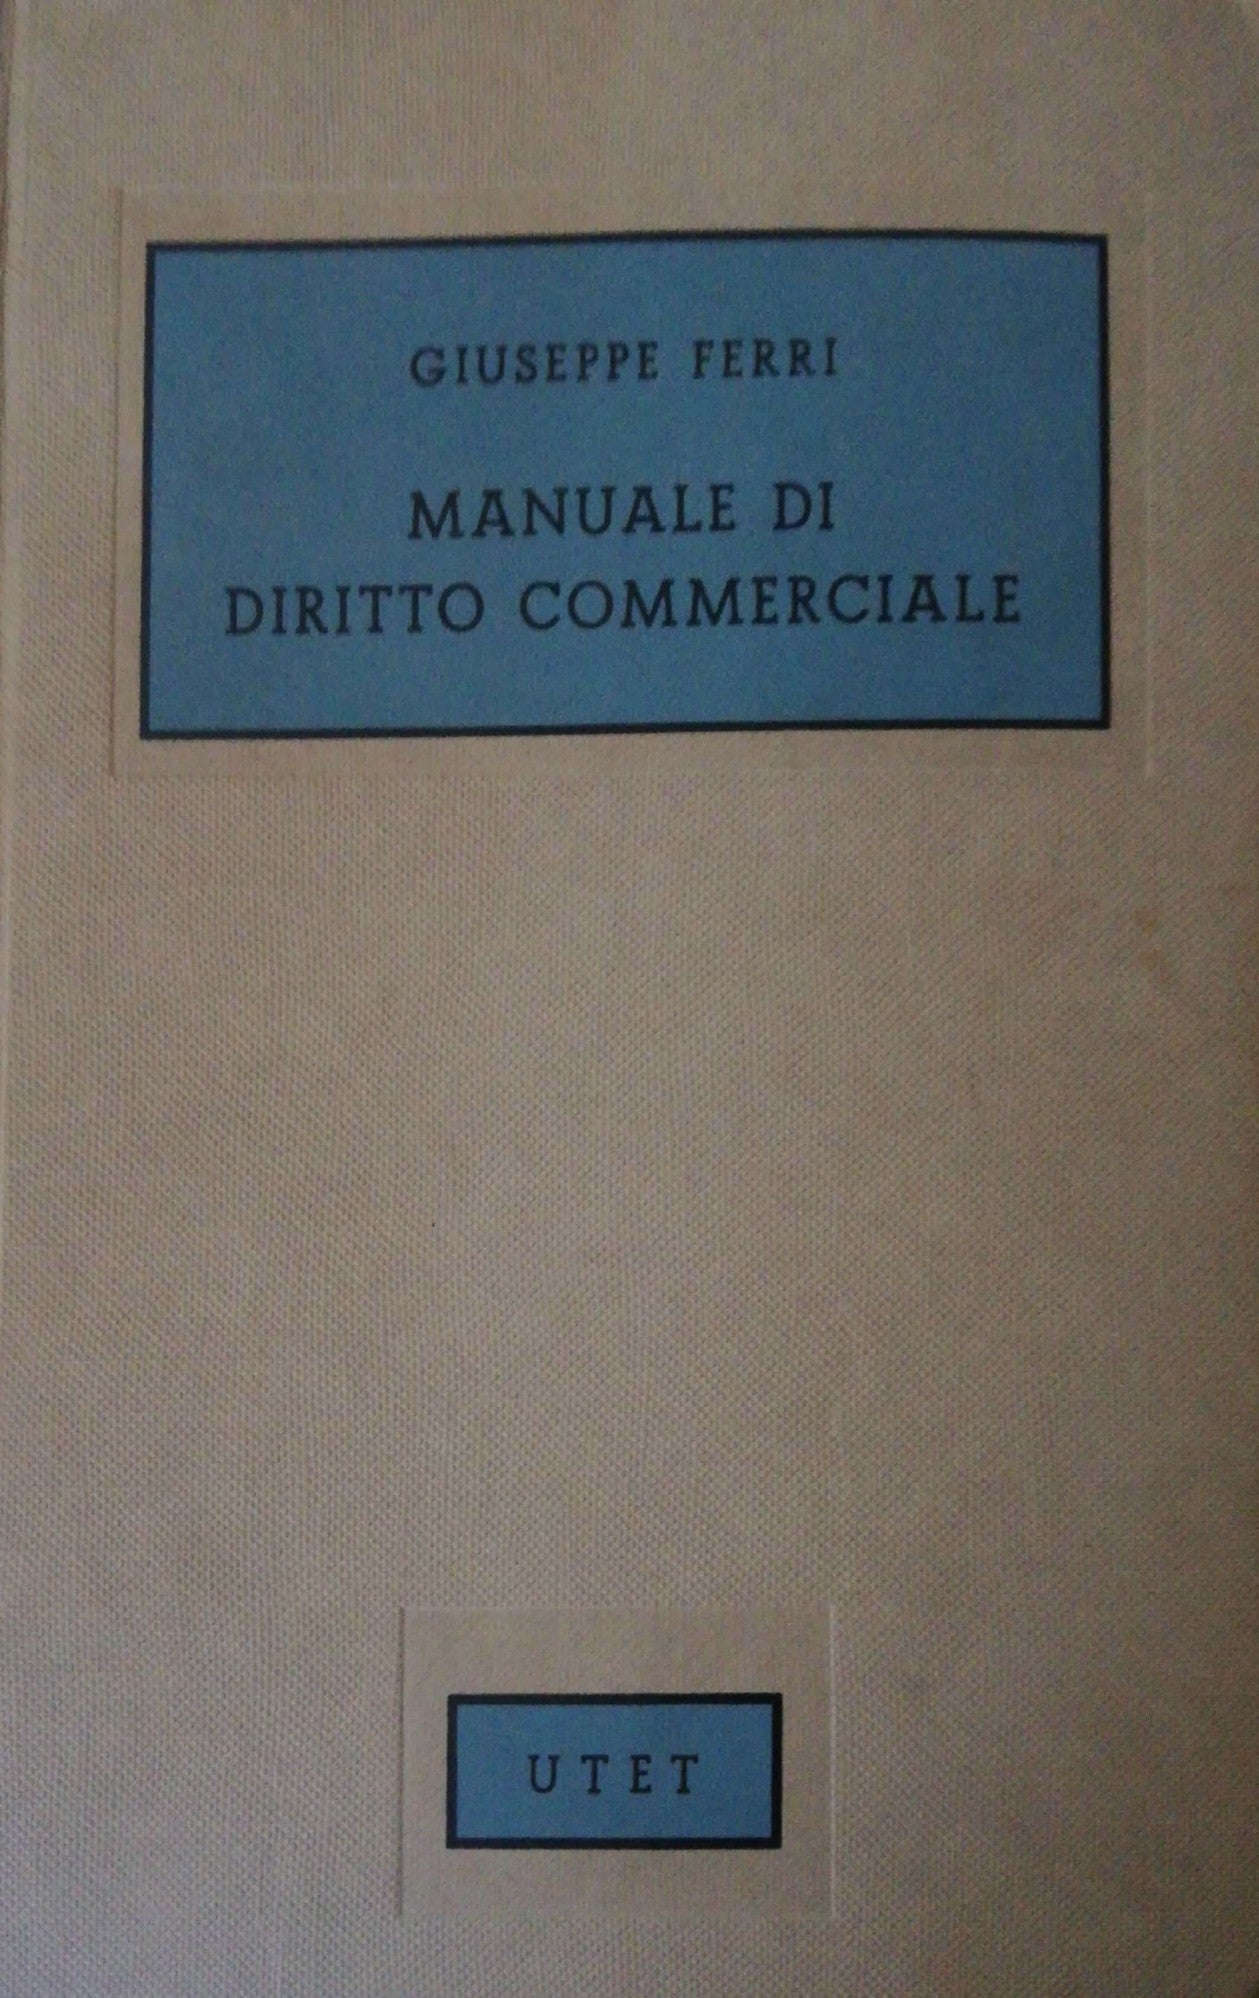 GIUSEPPE FERRI
MANUALE DI
DIRITTO COMMERCIALE
UTET